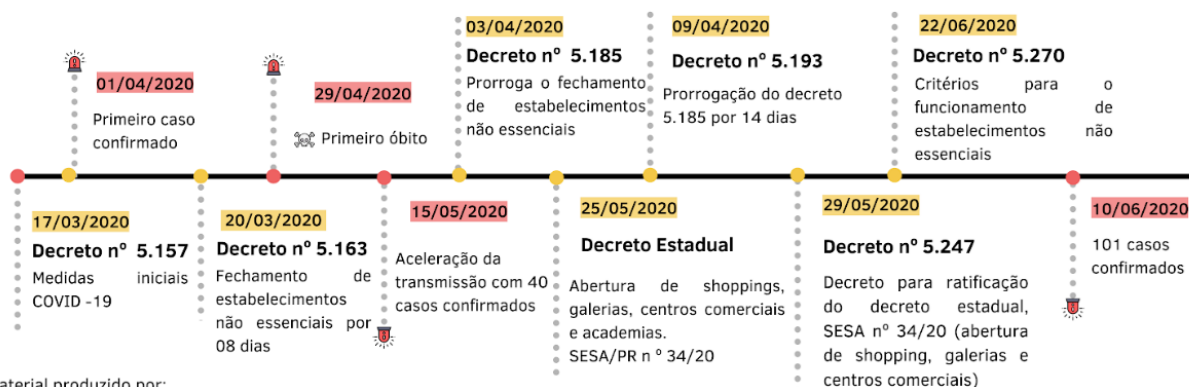 01/04/2020
Primeiro caso
confirmado
29/04/2020
Primeiro óbito
03/04/2020
Decreto nº 5.185
Prorroga o fechamento
de estabelecimentos
não essenciais
09/04/2020
Decreto nº 5.193
Prorrogação do decreto
5.185 por 14 dias
22/06/2020
Decreto nº 5.270
Critérios para o
funcionamento de
estabelecimentos não
essenciais
17/03/2020
Decreto nº 5.157
Medidas iniciais
COVID -19
20/03/2020
Decreto nº 5.163
Fechamento de
estabelecimentos
não essenciais por
08 dias
15/05/2020
Aceleração da
transmissão com 40
casos confirmados
25/05/2020
Decreto Estadual
Abertura de shoppings,
galerias, centros comerciais
e academias.
SESA/PR n º 34/20
29/05/2020
Decreto nº 5.247
Decreto para ratificação
do decreto estadual,
SESA nº 34/20 (abertura
de shopping, galerias e
centros comerciais)
10/06/2020
101 casos
confirmados
aterial produzido por: